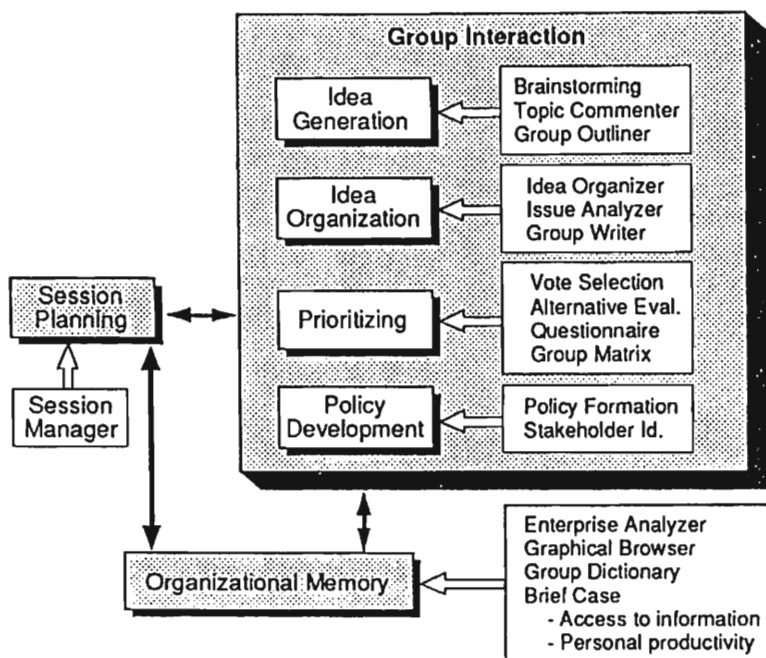 Group Interaction
Idea
Generation
Brainstorming
Topic Commenter
Group Outliner
Idea
Organization
Idea Organizer
Issue Analyzer
Group Writer
Session
Planning
Prioritizing
Vote Selection
Alternative Eval.
Questionnaire
Group Matrix
Session
Manager
Policy
Development
Policy Formation
Stakeholder Id.
Organizational Memory
Enterprise Analyzer
Graphical Browser
Group Dictionary
Brief Case
- Access to information
- Personal productivity